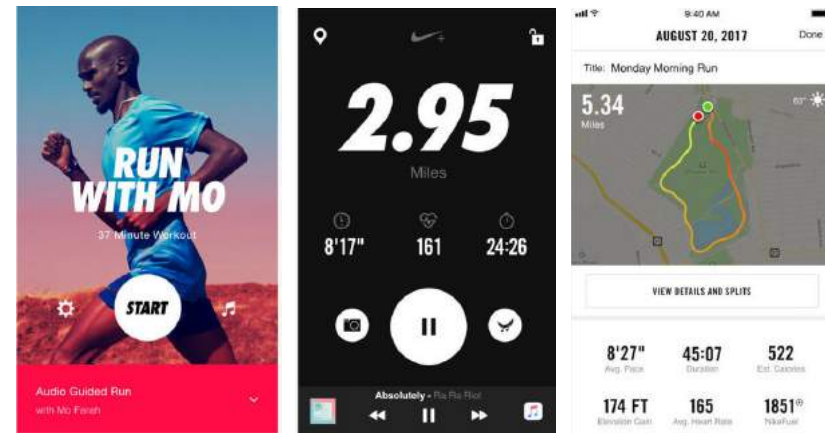 RUN
WITH MO
37 Minute Workout
START
Audio Guided Run
with Mo Farah
2.95
Miles
8'17"
161
24:26
Absolutely - Ra Ra Riot
9:40 AM
AUGUST 20, 2017
Done
Title: Monday Morning Run
5.34
Miles
VIEW DETAILS AND SPLITS
8'27"
45:07
522
Avg. Pace
Duration
Est. Calories
174 FT
165
1851
Elevation Gain
Avg. Heart Rate
NikeFuel